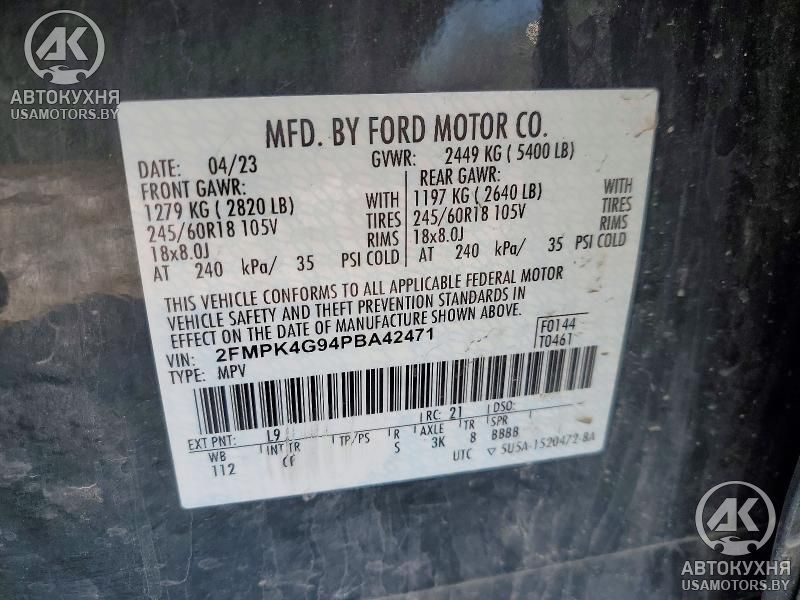 AK
АВТОКУХНЯ
USAMOTORS.BY
MFD. BY FORD MOTOR CO.
DATE: 04/23 GVWR: 2449 KG ( 5400 LB)
FRONT GAWR: REAR GAWR:
1279 KG ( 2820 LB) WITH 1197 KG ( 2640 LB) WITH
245/60R18 105V TIRES 245/60R18 105V TIRES
18x8.0J RIMS 18x8.0J RIMS
AT 240 kPa/ 35 PSI COLD AT 240 kPa/ 35 PSI COLD
THIS VEHICLE CONFORMS TO ALL APPLICABLE FEDERAL MOTOR
VEHICLE SAFETY AND THEFT PREVENTION STANDARDS IN
EFFECT ON THE DATE OF MANUFACTURE SHOWN ABOVE.
VIN: 2FMPK4G94PBA42471 F0144
TYPE: MPV T0461
EXT PNT: L9 RC: 21 DSO:
WB INT TR TP/PS R AXLE TR SPR
112 CF S 3K 8 BBBB
UTC ▽ 5U5A-1520472-BA
AK
АВТОКУХНЯ
USAMOTORS.BY